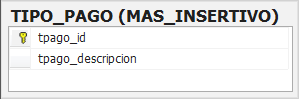 TIPO_PAGO (MAS_INSERTIVO)
tpago_id
tpago_descripcion